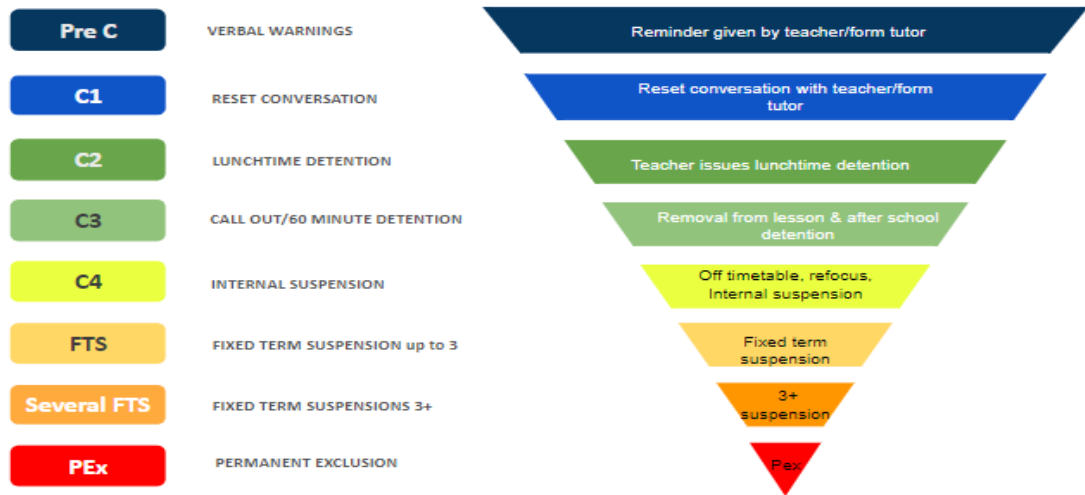 Pre C
VERBAL WARNINGS
Reminder given by teacher/form tutor
C1
RESET CONVERSATION
Reset conversation with teacher/form
tutor
C2
LUNCHTIME DETENTION
Teacher issues lunchtime detention
C3
CALL OUT/60 MINUTE DETENTION
Removal from lesson & after school
detention
C4
INTERNAL SUSPENSION
Off timetable, refocus,
Internal suspension
FTS
FIXED TERM SUSPENSION up to 3
Fixed term
suspension
Several FTS
FIXED TERM SUSPENSIONS 3+
3+
suspension
PEx
PERMANENT EXCLUSION
Pex